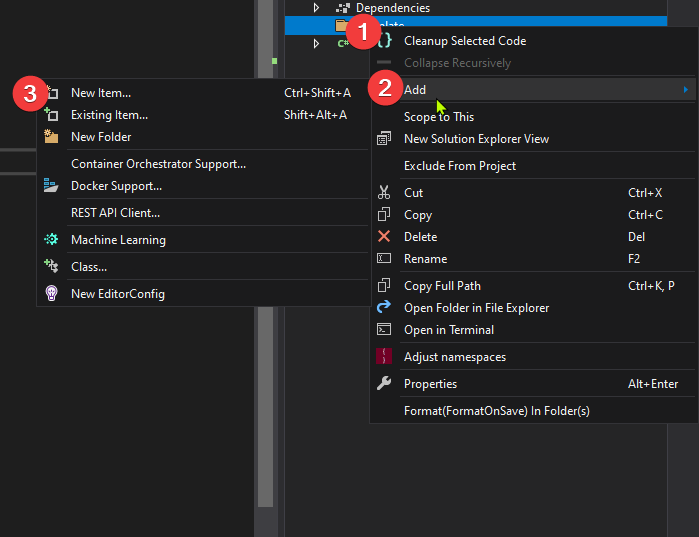 Dependencies
1
Cleanup Selected Code
Collapse Recursively
2
Add
Scope to This
New Solution Explorer View
Exclude From Project
Cut Ctrl+X
Copy Ctrl+C
Delete Del
Rename F2
Copy Full Path Ctrl+K, P
Open Folder in File Explorer
Open in Terminal
Adjust namespaces
Properties Alt+Enter
Format(FormatOnSave) In Folder(s)
3
New Item... Ctrl+Shift+A
Existing Item... Shift+Alt+A
New Folder
Container Orchestrator Support...
Docker Support...
REST API Client...
Machine Learning
Class...
New EditorConfig